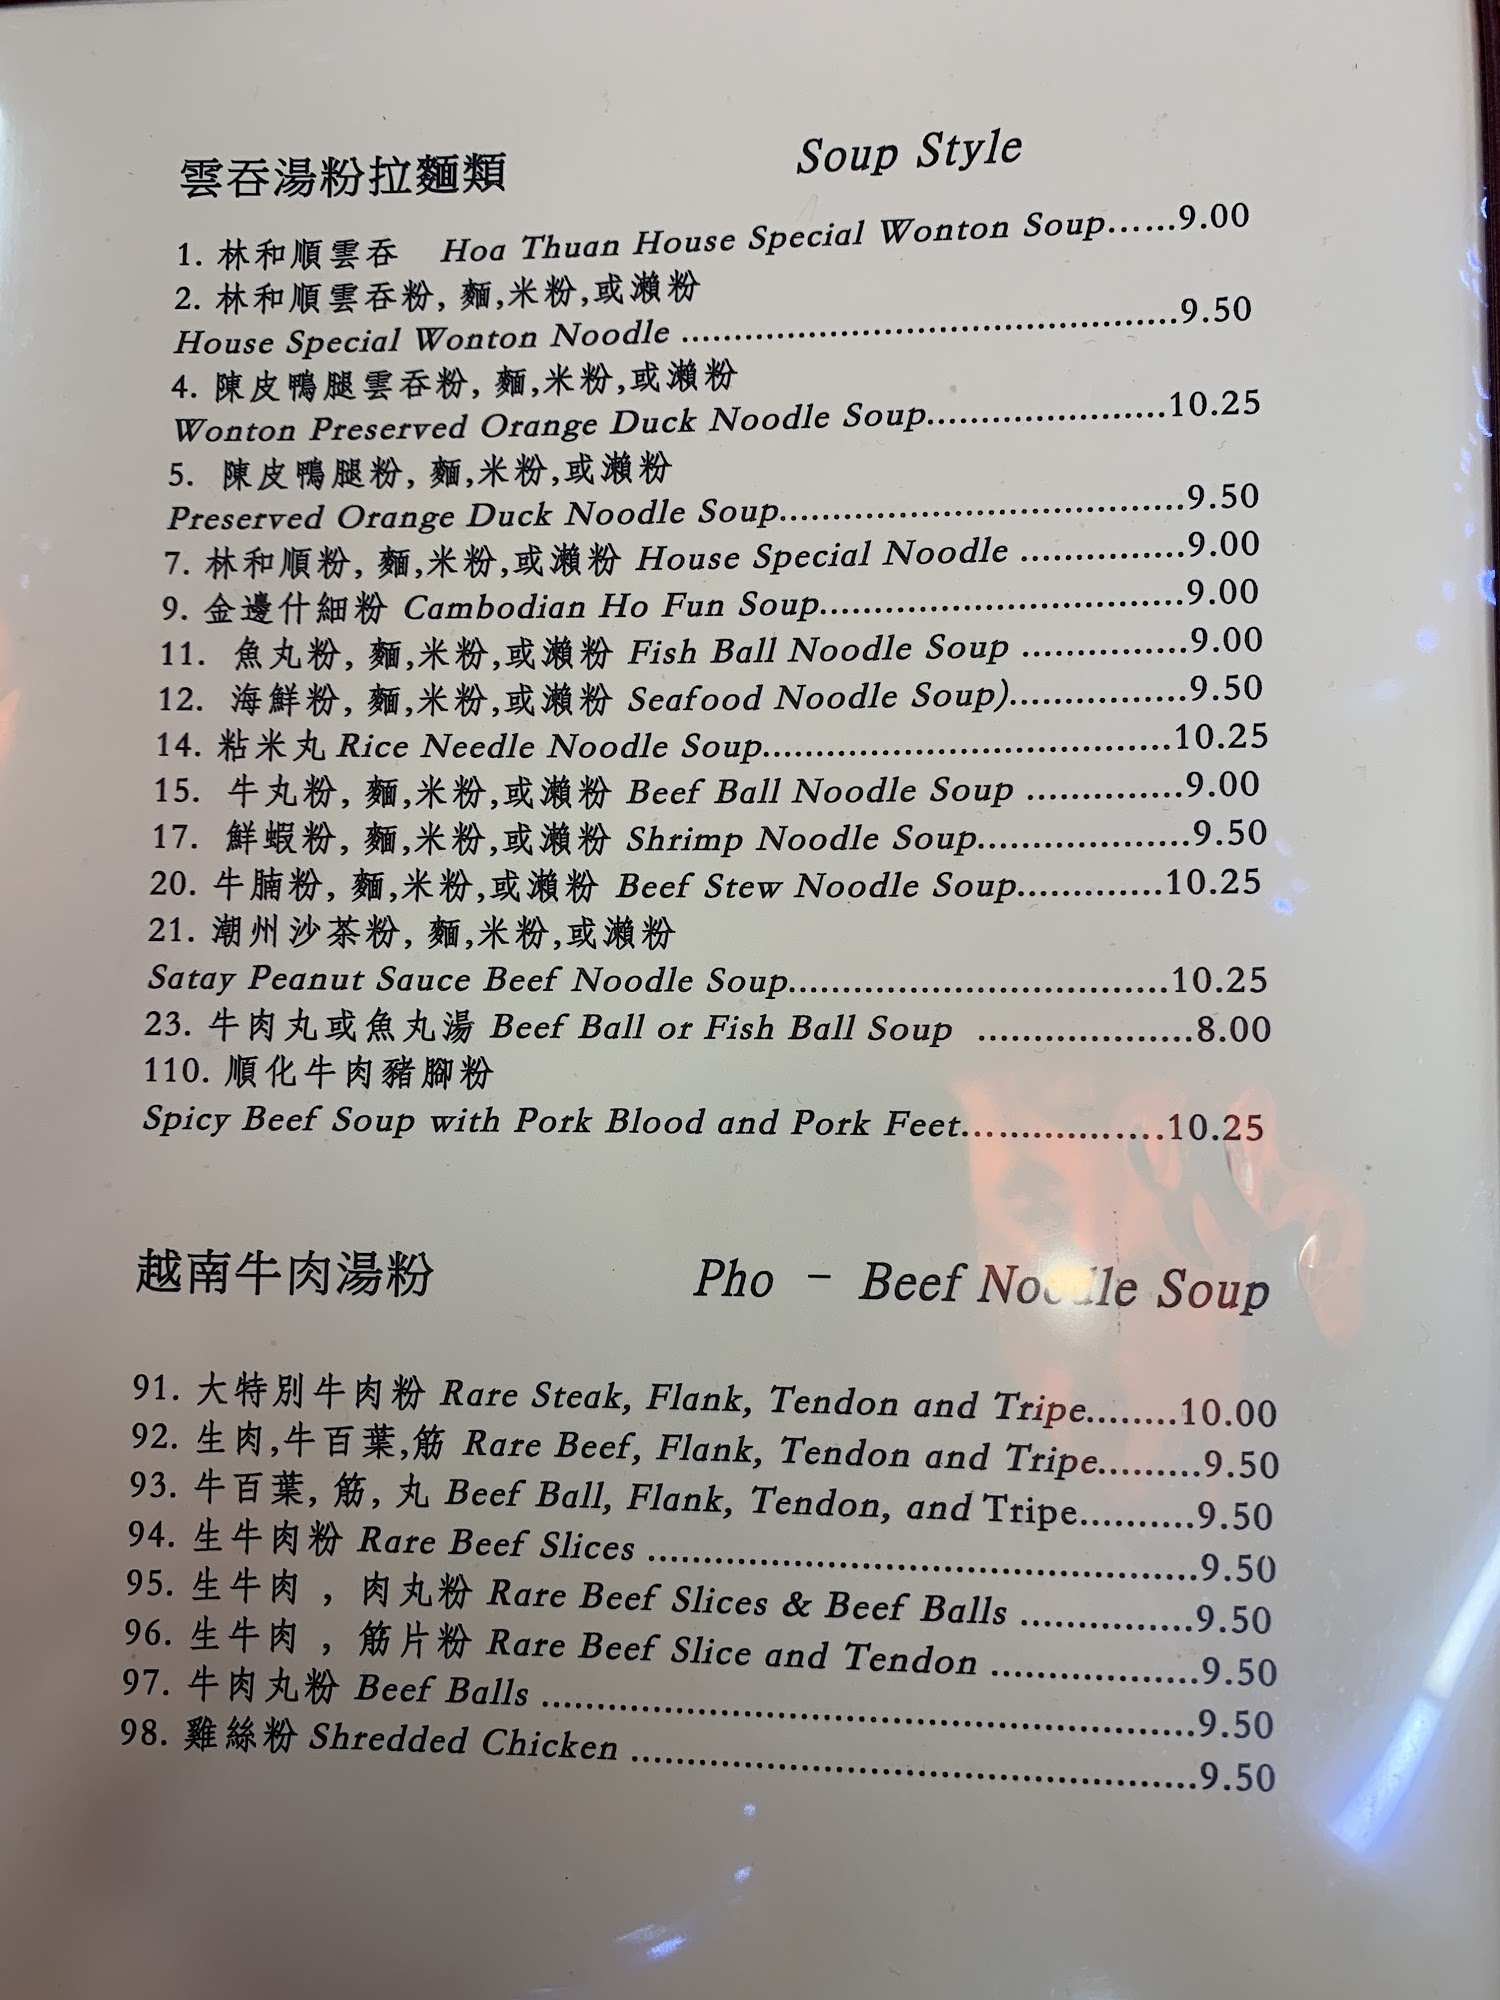 雲吞湯粉拉麵類 Soup Style
1. 林和順雲吞 Hoa Thuan House Special Wonton Soup......9.00
2. 林和順雲吞粉, 麵,米粉,或瀨粉
House Special Wonton Noodle ................................................9.50
4. 陳皮鴨腿雲吞粉, 麵,米粉,或瀨粉
Wonton Preserved Orange Duck Noodle Soup.......................10.25
5. 陳皮鴨腿粉, 麵,米粉,或瀨粉
Preserved Orange Duck Noodle Soup.......................................9.50
7. 林和順粉, 麵,米粉,或瀨粉 House Special Noodle ...............9.00
9. 金邊什細粉 Cambodian Ho Fun Soup...................................9.00
11. 魚丸粉, 麵,米粉,或瀨粉 Fish Ball Noodle Soup ...............9.00
12. 海鮮粉, 麵,米粉,或瀨粉 Seafood Noodle Soup)................9.50
14. 粘米丸 Rice Needle Noodle Soup.......................................10.25
15. 牛丸粉, 麵,米粉,或瀨粉 Beef Ball Noodle Soup ..............9.00
17. 鮮蝦粉, 麵,米粉,或瀨粉 Shrimp Noodle Soup....................9.50
20. 牛腩粉, 麵,米粉,或瀨粉 Beef Stew Noodle Soup..............10.25
21. 潮州沙茶粉, 麵,米粉,或瀨粉
Satay Peanut Sauce Beef Noodle Soup....................................10.25
23. 牛肉丸或魚丸湯 Beef Ball or Fish Ball Soup ....................8.00
110. 順化牛肉豬腳粉
Spicy Beef Soup with Pork Blood and Pork Feet...................10.25
越南牛肉湯粉 Pho - Beef Noodle Soup
91. 大特別牛肉粉 Rare Steak, Flank, Tendon and Tripe........10.00
92. 生肉,牛百葉,筋 Rare Beef, Flank, Tendon and Tripe.........9.50
93. 牛百葉, 筋, 丸 Beef Ball, Flank, Tendon, and Tripe..........9.50
94. 生牛肉粉 Rare Beef Slices ...................................................9.50
95. 生牛肉 , 肉丸粉 Rare Beef Slices & Beef Balls ................9.50
96. 生牛肉 , 筋片粉 Rare Beef Slice and Tendon ...................9.50
97. 牛肉丸粉 Beef Balls .............................................................9.50
98. 雞絲粉 Shredded Chicken ....................................................9.50